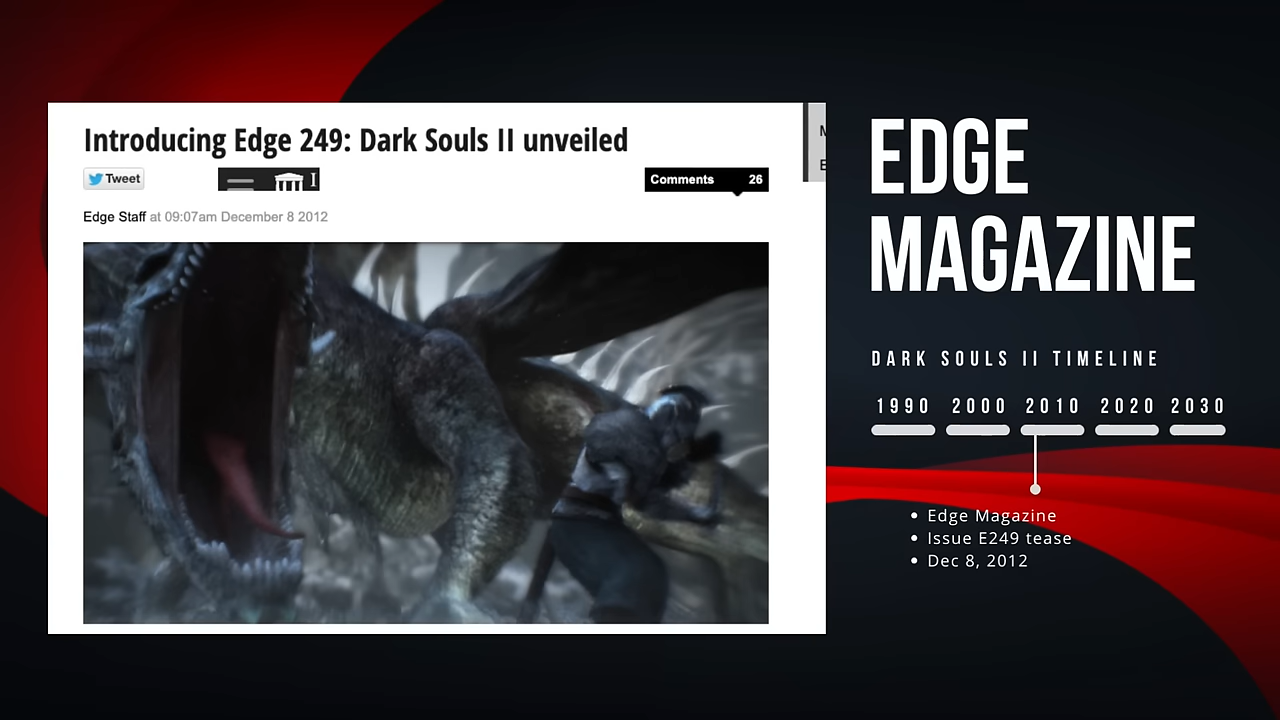 Introducing Edge 249: Dark Souls II unveiled
Tweet
Comments 26
Edge Staff at 09:07am December 8 2012
EDGE
MAGAZINE
DARK SOULS II TIMELINE
1990 2000 2010 2020 2030
• Edge Magazine
• Issue E249 tease
• Dec 8, 2012